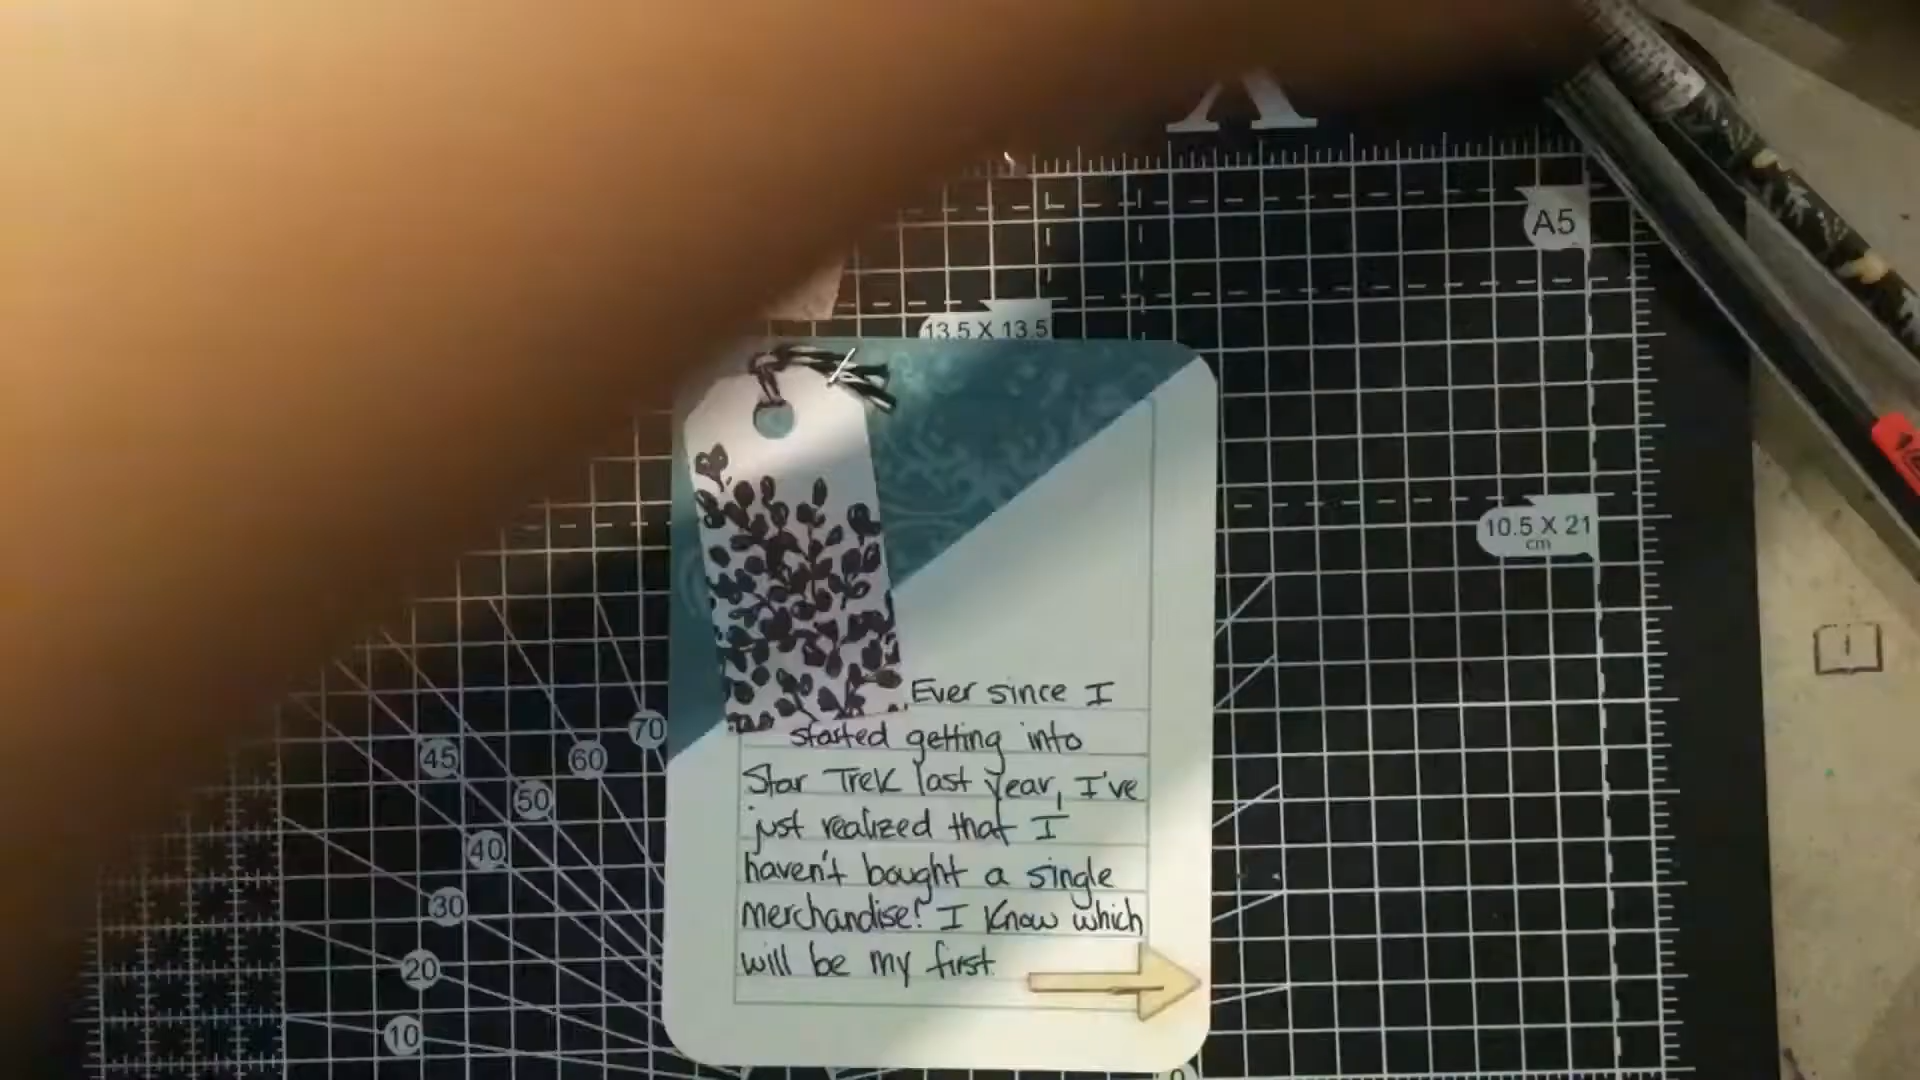 A5
13.5 X 13.5
10.5 X 21
cm
Ever since I
started getting into
Star Trek last year, I've
just realized that I
haven't bought a single
merchandise! I know which
will be my first
70
60
45
50
40
30
20
10
0